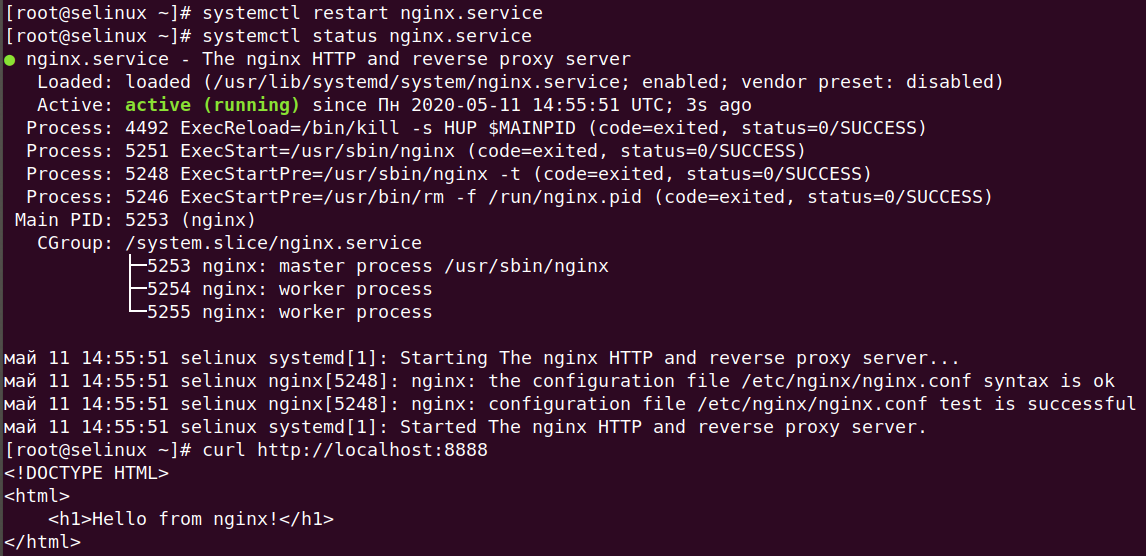 [root@selinux ~]# systemctl restart nginx.service
[root@selinux ~]# systemctl status nginx.service
● nginx.service - The nginx HTTP and reverse proxy server
   Loaded: loaded (/usr/lib/systemd/system/nginx.service; enabled; vendor preset: disabled)
   Active: active (running) since Пн 2020-05-11 14:55:51 UTC; 3s ago
  Process: 4492 ExecReload=/bin/kill -s HUP $MAINPID (code=exited, status=0/SUCCESS)
  Process: 5251 ExecStart=/usr/sbin/nginx (code=exited, status=0/SUCCESS)
  Process: 5248 ExecStartPre=/usr/sbin/nginx -t (code=exited, status=0/SUCCESS)
  Process: 5246 ExecStartPre=/usr/bin/rm -f /run/nginx.pid (code=exited, status=0/SUCCESS)
 Main PID: 5253 (nginx)
   CGroup: /system.slice/nginx.service
           ├─5253 nginx: master process /usr/sbin/nginx
           ├─5254 nginx: worker process
           └─5255 nginx: worker process

май 11 14:55:51 selinux systemd[1]: Starting The nginx HTTP and reverse proxy server...
май 11 14:55:51 selinux nginx[5248]: nginx: the configuration file /etc/nginx/nginx.conf syntax is ok
май 11 14:55:51 selinux nginx[5248]: nginx: configuration file /etc/nginx/nginx.conf test is successful
май 11 14:55:51 selinux systemd[1]: Started The nginx HTTP and reverse proxy server.
[root@selinux ~]# curl http://localhost:8888
<!DOCTYPE HTML>
<html>
    <h1>Hello from nginx!</h1>
</html>